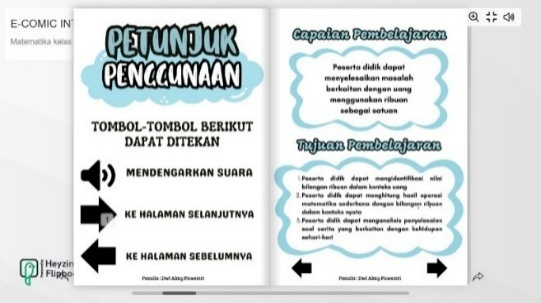 E-COMIC IN
Matematika kelas
PETUNJUK
PENGGUNAAN
TOMBOL-TOMBOL BERIKUT
DAPAT DITEKAN
MENDENGARKAN SUARA
KE HALAMAN SELANJUTNYA
KE HALAMAN SEBELUMNYA
Penulis : Dwi Ajeng Puwantri
Capaian Pembelajaran
Peserta didik dapat
menyelesaikan masalah
berkaitan dengan uang
menggunakan ribuan
sebagai satuan
Tujuan Pembelajaran
1. Peserta didik dapat mengidentifikasi nilai
bilangan ribuan dalam konteks uang
2. Peserta didik dapat menghitung hasil operasi
matematika sederhana dengan bilangan ribuan
dalam konteks nyata
3. Peserta didik dapat menganalisis penyelesaian
soal cerita yang berkaitan dengan kehidupan
sehari-hari
Penulis : Dwi Ajeng
Heyzin
Flipbo